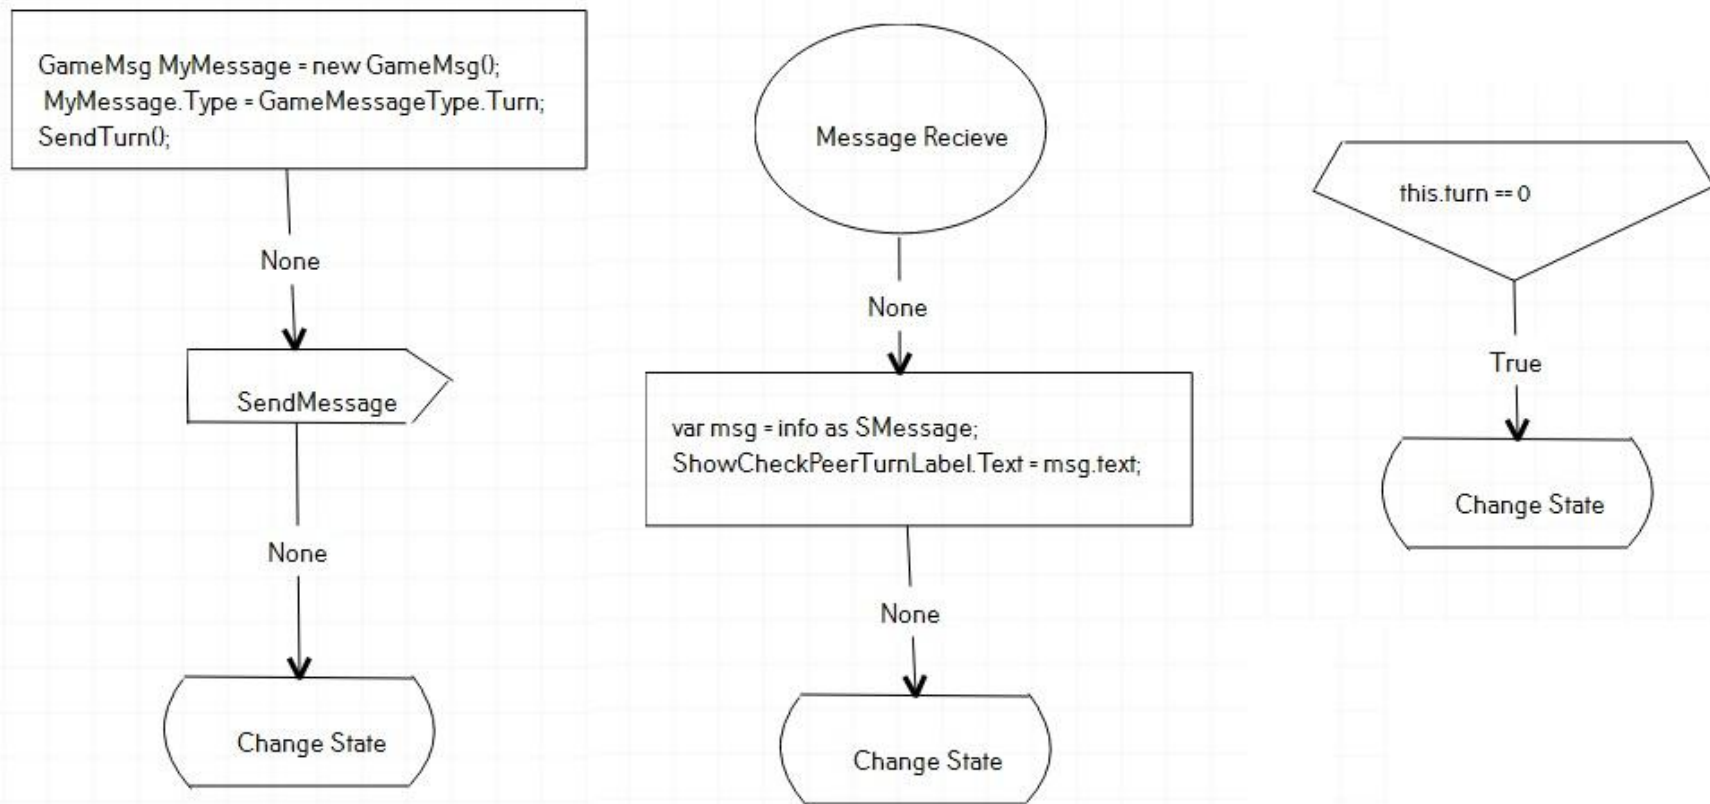 GameMsg MyMessage = new GameMsg();
MyMessage.Type = GameMessageType.Turn;
SendTurn();
None
SendMessage
None
Change State
Message Recieve
None
var msg = info as SMessage;
ShowCheckPeerTurnLabel.Text = msg.text;
None
Change State
this.turn == 0
True
Change State